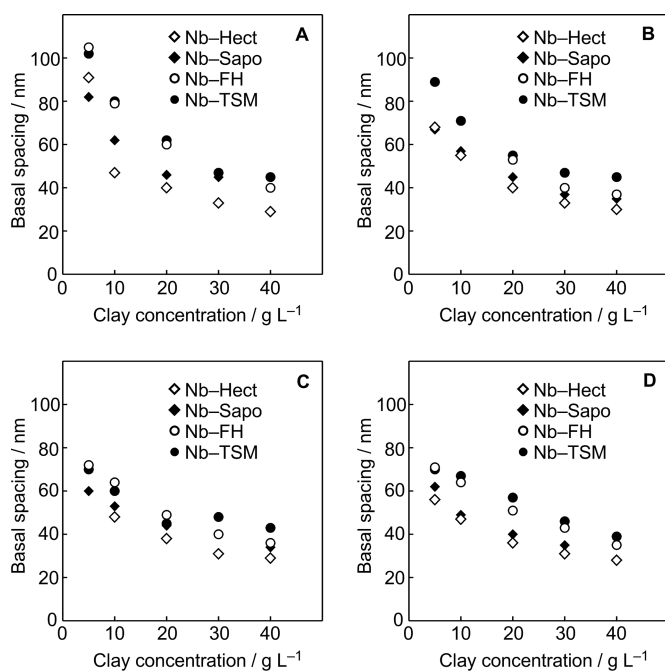 A
Nb–Hect
Nb–Sapo
Nb–FH
Nb–TSM
Basal spacing / nm
100
80
60
40
20
0
0 10 20 30 40
Clay concentration / g L–1
B
Nb–Hect
Nb–Sapo
Nb–FH
Nb–TSM
Basal spacing / nm
100
80
60
40
20
0
0 10 20 30 40
Clay concentration / g L–1
C
Nb–Hect
Nb–Sapo
Nb–FH
Nb–TSM
Basal spacing / nm
100
80
60
40
20
0
0 10 20 30 40
Clay concentration / g L–1
D
Nb–Hect
Nb–Sapo
Nb–FH
Nb–TSM
Basal spacing / nm
100
80
60
40
20
0
0 10 20 30 40
Clay concentration / g L–1